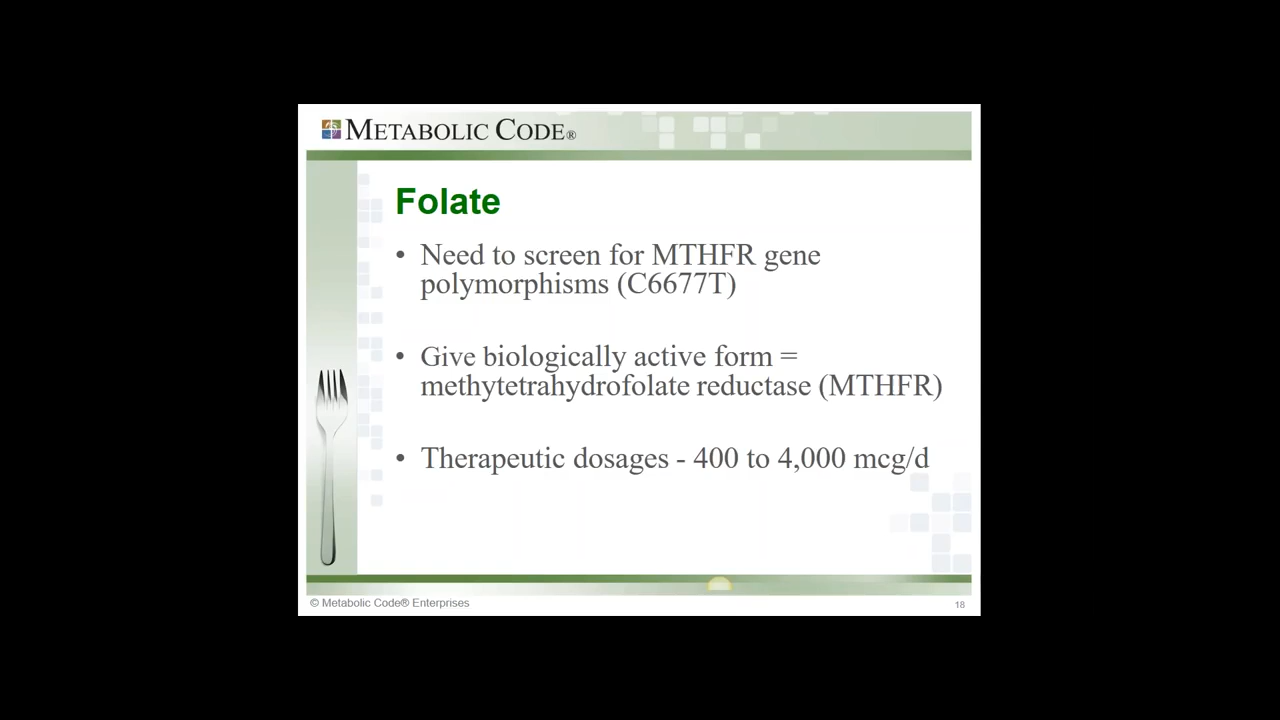 METABOLIC CODE®
Folate
• Need to screen for MTHFR gene
polymorphisms (C6677T)
• Give biologically active form =
methytetrahydrofolate reductase (MTHFR)
• Therapeutic dosages - 400 to 4,000 mcg/d
© Metabolic Code® Enterprises
18